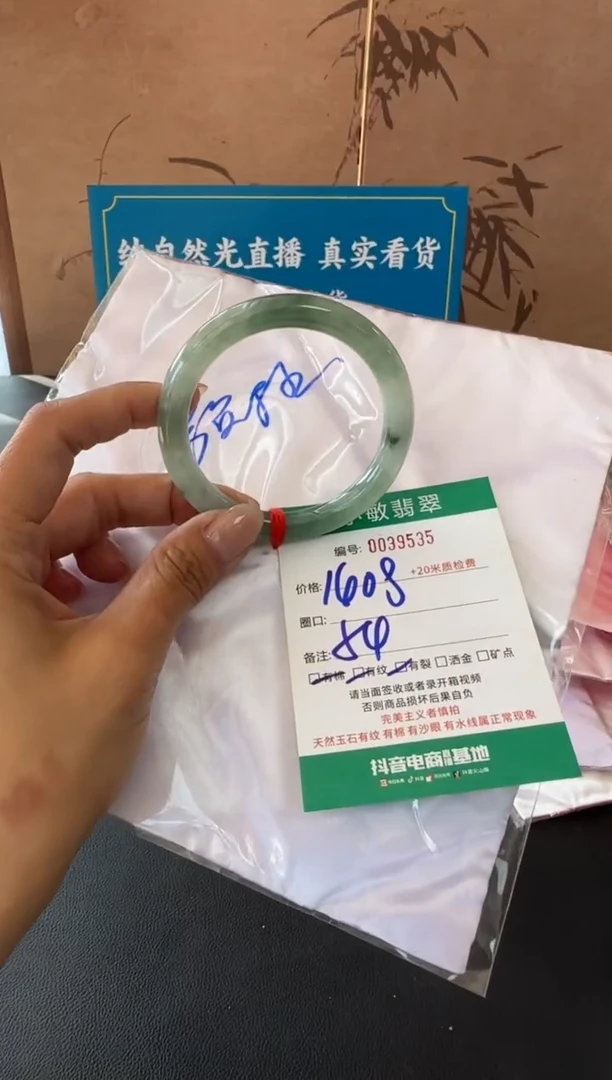 纯自然光直播 真实看货
货
敏翡翠
编号: 0039535
+20米质检费
价格: 1608
圈口:
54
备注:
☐有棉 ☐有纹 ☐有裂 ☐洒金 ☐矿点
请当面签收或者录开箱视频
否则商品损坏后果自负
完美主义者慎拍
天然玉石有纹 有棉 有沙眼 有水线属正常现象
抖音电商 基地